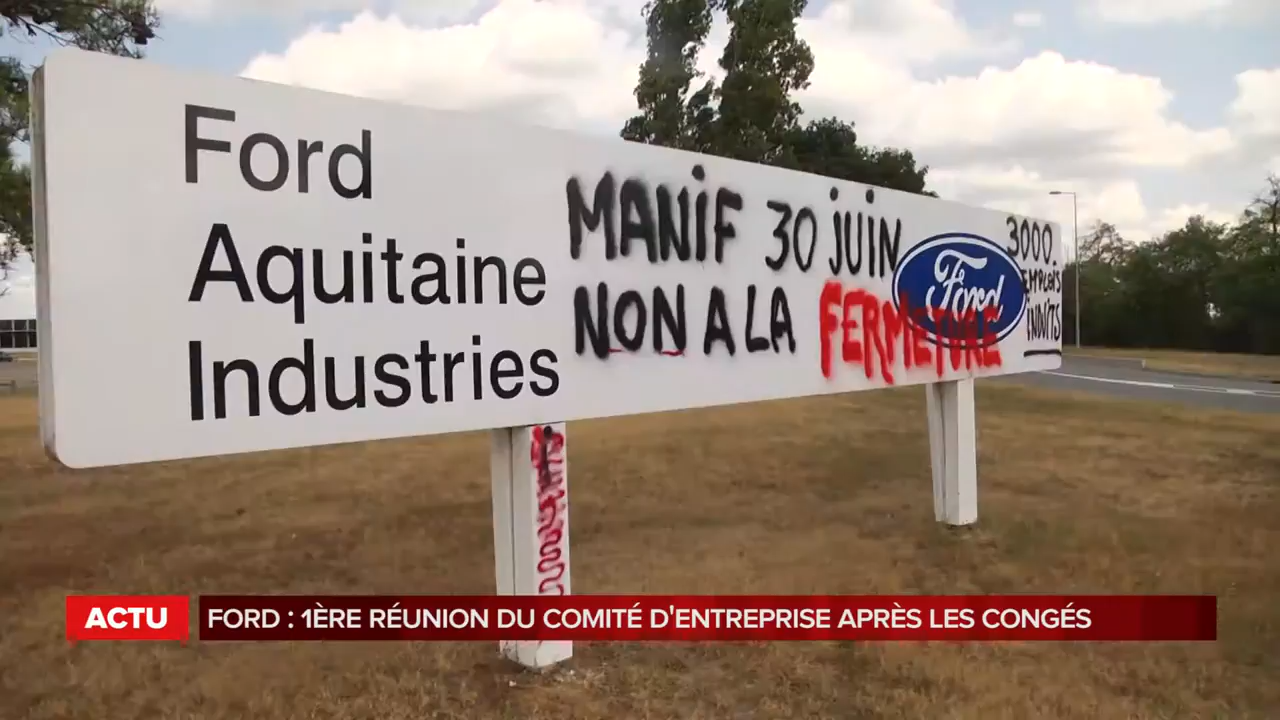 Ford
Aquitaine
Industries
MANIF 30 JUIN
NON A LA FERMETURE
Ford
3000
EMPLOIS
INDUITS
ACTU
FORD : 1ÈRE RÉUNION DU COMITÉ D'ENTREPRISE APRÈS LES CONGÉS